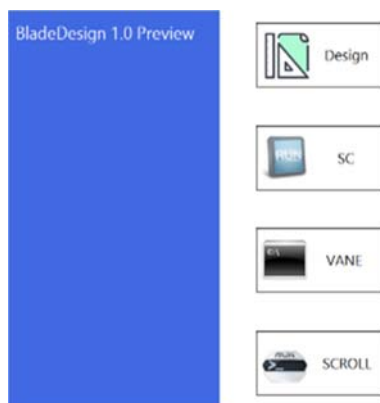 BladeDesign 1.0 Preview
Design
RUN
SC
C:\
VANE
RUN
SCROLL